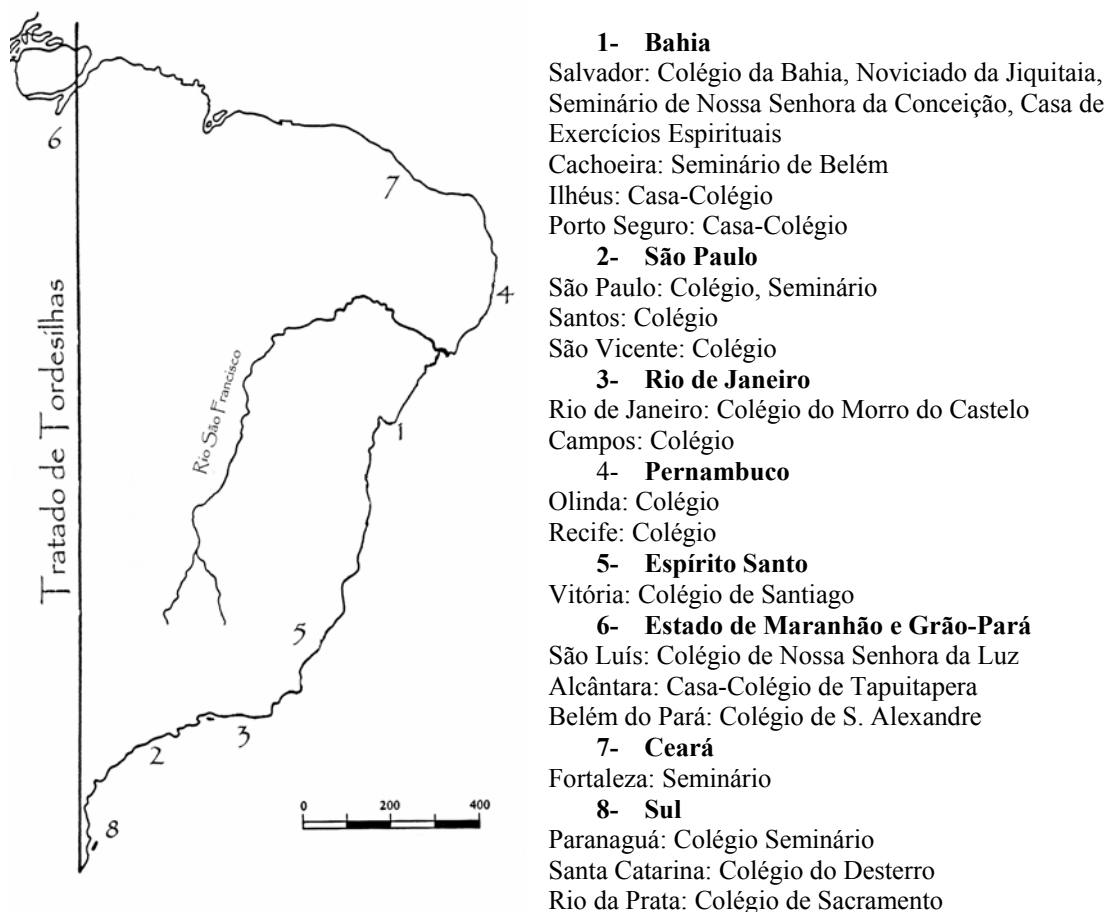 Tratado de Tordesilhas
Rio São Francisco
6
7
4
1
5
3
2
8
0 200 400
1- Bahia
Salvador: Colégio da Bahia, Noviciado da Jiquitaia,
Seminário de Nossa Senhora da Conceição, Casa de
Exercícios Espirituais
Cachoeira: Seminário de Belém
Ilhéus: Casa-Colégio
Porto Seguro: Casa-Colégio
2- São Paulo
São Paulo: Colégio, Seminário
Santos: Colégio
São Vicente: Colégio
3- Rio de Janeiro
Rio de Janeiro: Colégio do Morro do Castelo
Campos: Colégio
4- Pernambuco
Olinda: Colégio
Recife: Colégio
5- Espírito Santo
Vitória: Colégio de Santiago
6- Estado de Maranhão e Grão-Pará
São Luís: Colégio de Nossa Senhora da Luz
Alcântara: Casa-Colégio de Tapuitapera
Belém do Pará: Colégio de S. Alexandre
7- Ceará
Fortaleza: Seminário
8- Sul
Paranaguá: Colégio Seminário
Santa Catarina: Colégio do Desterro
Rio da Prata: Colégio de Sacramento